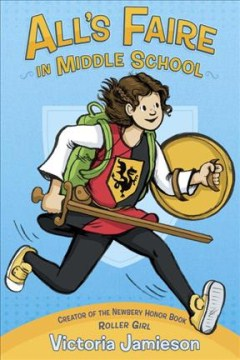 ALL'S FAIRE
IN MIDDLE SCHOOL
CREATOR OF THE NEWBERY HONOR BOOK
ROLLER GIRL
Victoria Jamieson